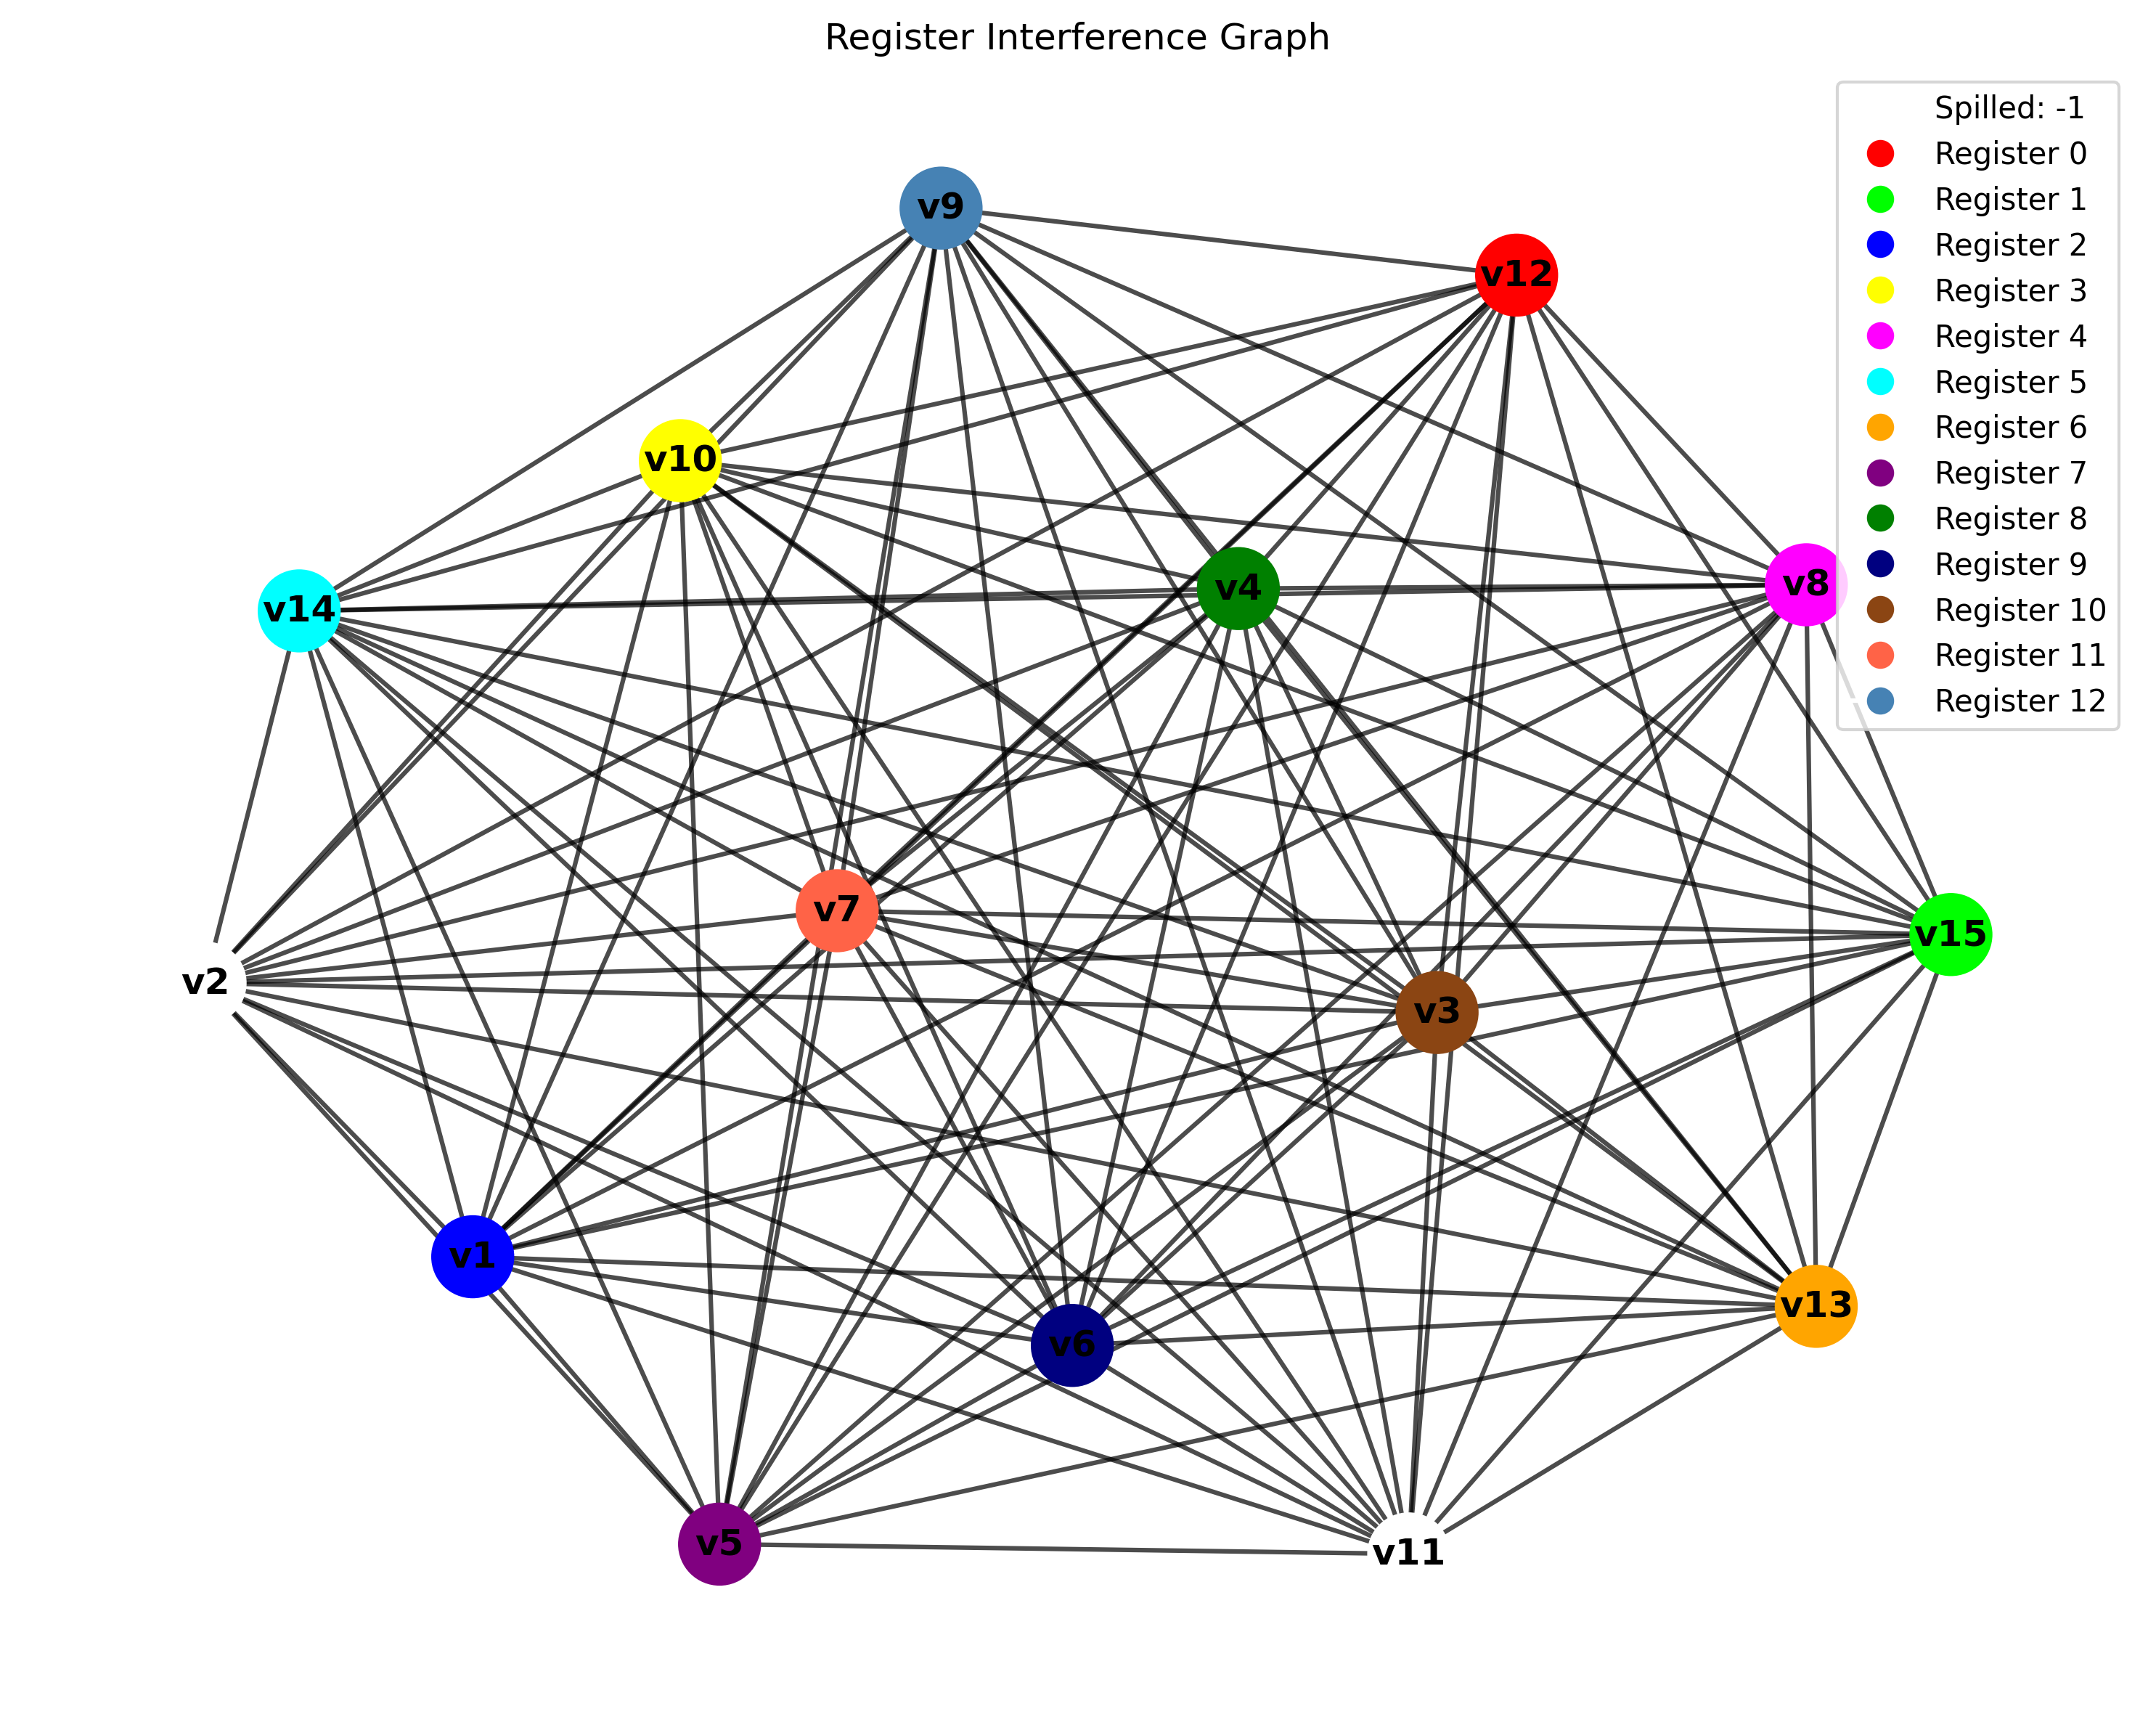 Register Interference Graph
Spilled: -1
Register 0
Register 1
Register 2
Register 3
Register 4
Register 5
Register 6
Register 7
Register 8
Register 9
Register 10
Register 11
Register 12
v9
v12
v10
v4
v8
v14
v7
v15
v2
v3
v1
v13
v6
v5
v11